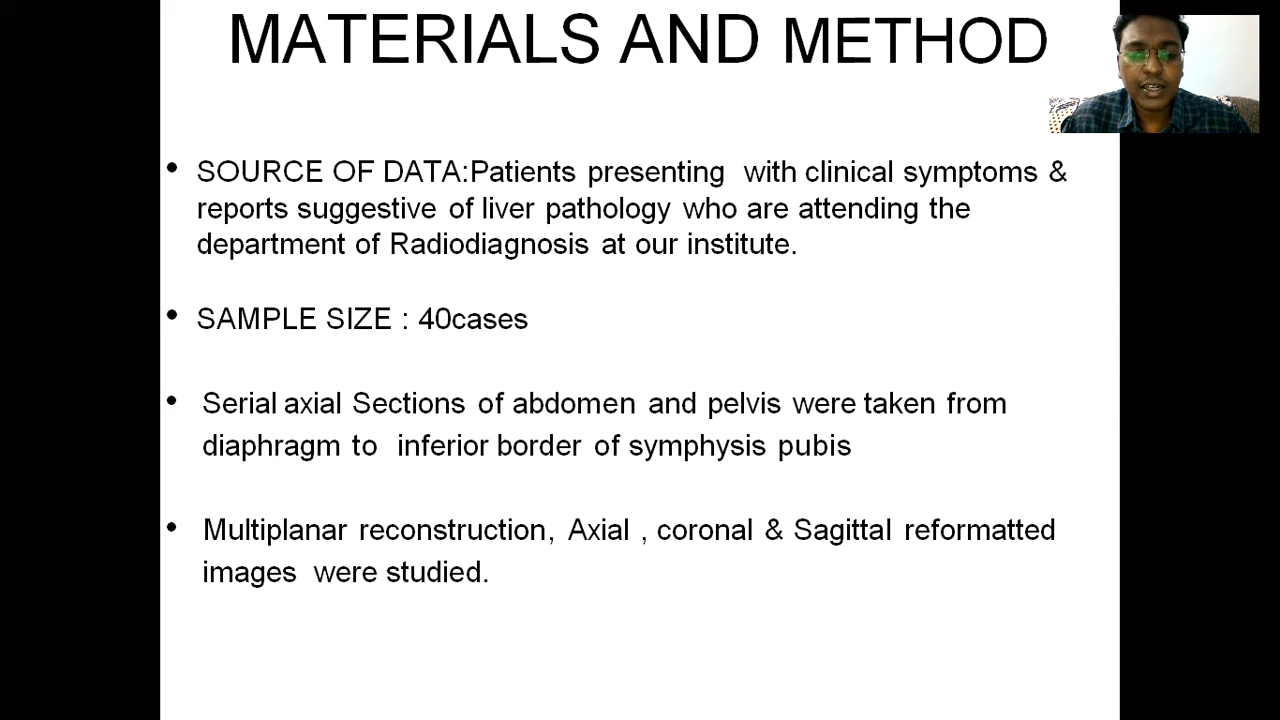 MATERIALS AND METHOD
• SOURCE OF DATA:Patients presenting with clinical symptoms &
reports suggestive of liver pathology who are attending the
department of Radiodiagnosis at our institute.
• SAMPLE SIZE : 40cases
• Serial axial Sections of abdomen and pelvis were taken from
diaphragm to inferior border of symphysis pubis
• Multiplanar reconstruction, Axial , coronal & Sagittal reformatted
images were studied.